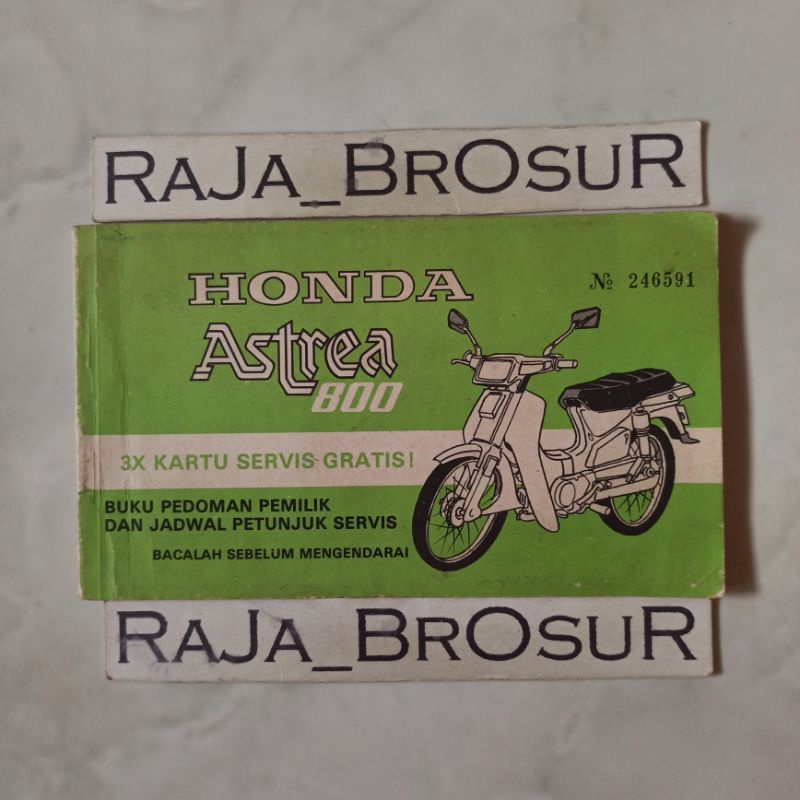 RAJA_BROSUR
HONDA
№ 246591
Astrea
800
3X KARTU SERVIS GRATIS!
BUKU PEDOMAN PEMILIK
DAN JADWAL PETUNJUK SERVIS
BACALAH SEBELUM MENGENDARAI
RAJA_BROSUR